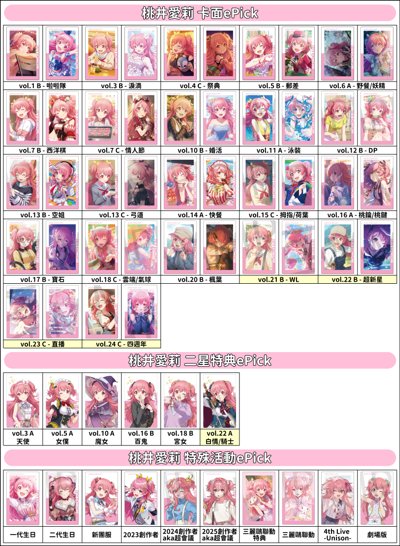 桃井愛莉 卡面ePick
vol.1 B - 啦啦隊
vol.3 B - 淚滴
vol.4 C - 祭典
vol.5 B - 郵差
vol.6 A - 野餐/妖精
vol.7 B - 西洋棋
vol.7 C - 情人節
vol.10 B - 婚活
vol.11 A - 泳裝
vol.12 B - DP
vol.13 B - 空姐
vol.13 C - 弓道
vol.14 A - 快餐
vol.15 C - 拇指/荷葉
vol.16 A - 桃鑰/桃鍵
vol.17 B - 寶石
vol.18 C - 雲端/氣球
vol.20 B - 楓葉
vol.21 B - WL
vol.22 B - 超新星
vol.23 C - 直播
vol.24 C - 四週年
桃井愛莉 二星特典ePick
vol.3 A
天使
vol.5 A
女僕
vol.10 A
魔女
vol.16 B
百鬼
vol.18 B
宮女
vol.22 A
白情/騎士
桃井愛莉 特殊活動ePick
一代生日
二代生日
新團服
2023創作者
2024創作者
aka超會議
2025創作者
aka超會議
三麗鷗聯動
特典
三麗鷗聯動
4th Live
-Unison-
劇場版